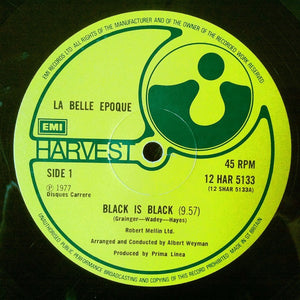 EMI RECORDS LTD. ALL RIGHTS OF THE MANUFACTURER AND OF THE OWNER OF THE RECORDED WORK RESERVED.
UNAUTHORISED PUBLIC PERFORMANCE BROADCASTING AND COPYING OF THIS RECORD PROHIBITED. MADE IN GT BRITAIN
LA BELLE EPOQUE
EMI
HARVEST
SIDE 1
45 RPM
12 HAR 5133
(12 SHAR 5133A)
℗ 1977
Disques Carrere
BLACK IS BLACK (9.57)
(Grainger—Wadey—Hayes)
Robert Mellin Ltd.
Arranged and Conducted by Albert Weyman
Produced by Prima Linea